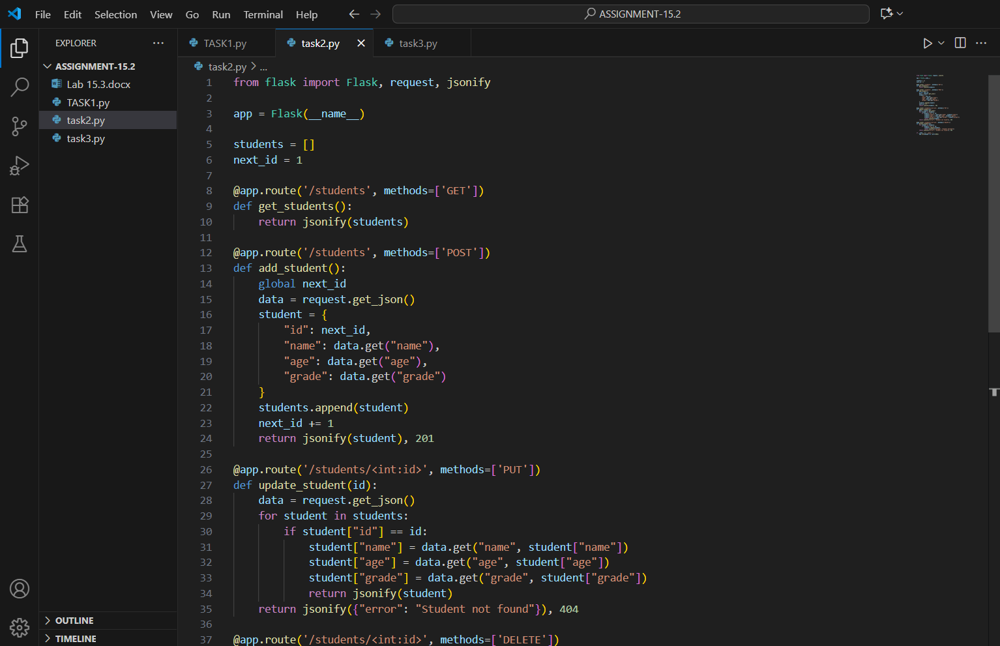 File Edit Selection View Go Run Terminal Help
ASSIGNMENT-15.2
EXPLORER
ASSIGNMENT-15.2
Lab 15.3.docx
TASK1.py
task2.py
task3.py
OUTLINE
TIMELINE
TASK1.py task2.py task3.py
task2.py > ...
1 from flask import Flask, request, jsonify
2
3 app = Flask(__name__)
4
5 students = []
6 next_id = 1
7
8 @app.route('/students', methods=['GET'])
9 def get_students():
10     return jsonify(students)
11
12 @app.route('/students', methods=['POST'])
13 def add_student():
14     global next_id
15     data = request.get_json()
16     student = {
17         "id": next_id,
18         "name": data.get("name"),
19         "age": data.get("age"),
20         "grade": data.get("grade")
21     }
22     students.append(student)
23     next_id += 1
24     return jsonify(student), 201
25
26 @app.route('/students/<int:id>', methods=['PUT'])
27 def update_student(id):
28     data = request.get_json()
29     for student in students:
30         if student["id"] == id:
31             student["name"] = data.get("name", student["name"])
32             student["age"] = data.get("age", student["age"])
33             student["grade"] = data.get("grade", student["grade"])
34             return jsonify(student)
35     return jsonify({"error": "Student not found"}), 404
36
37 @app.route('/students/<int:id>', methods=['DELETE'])